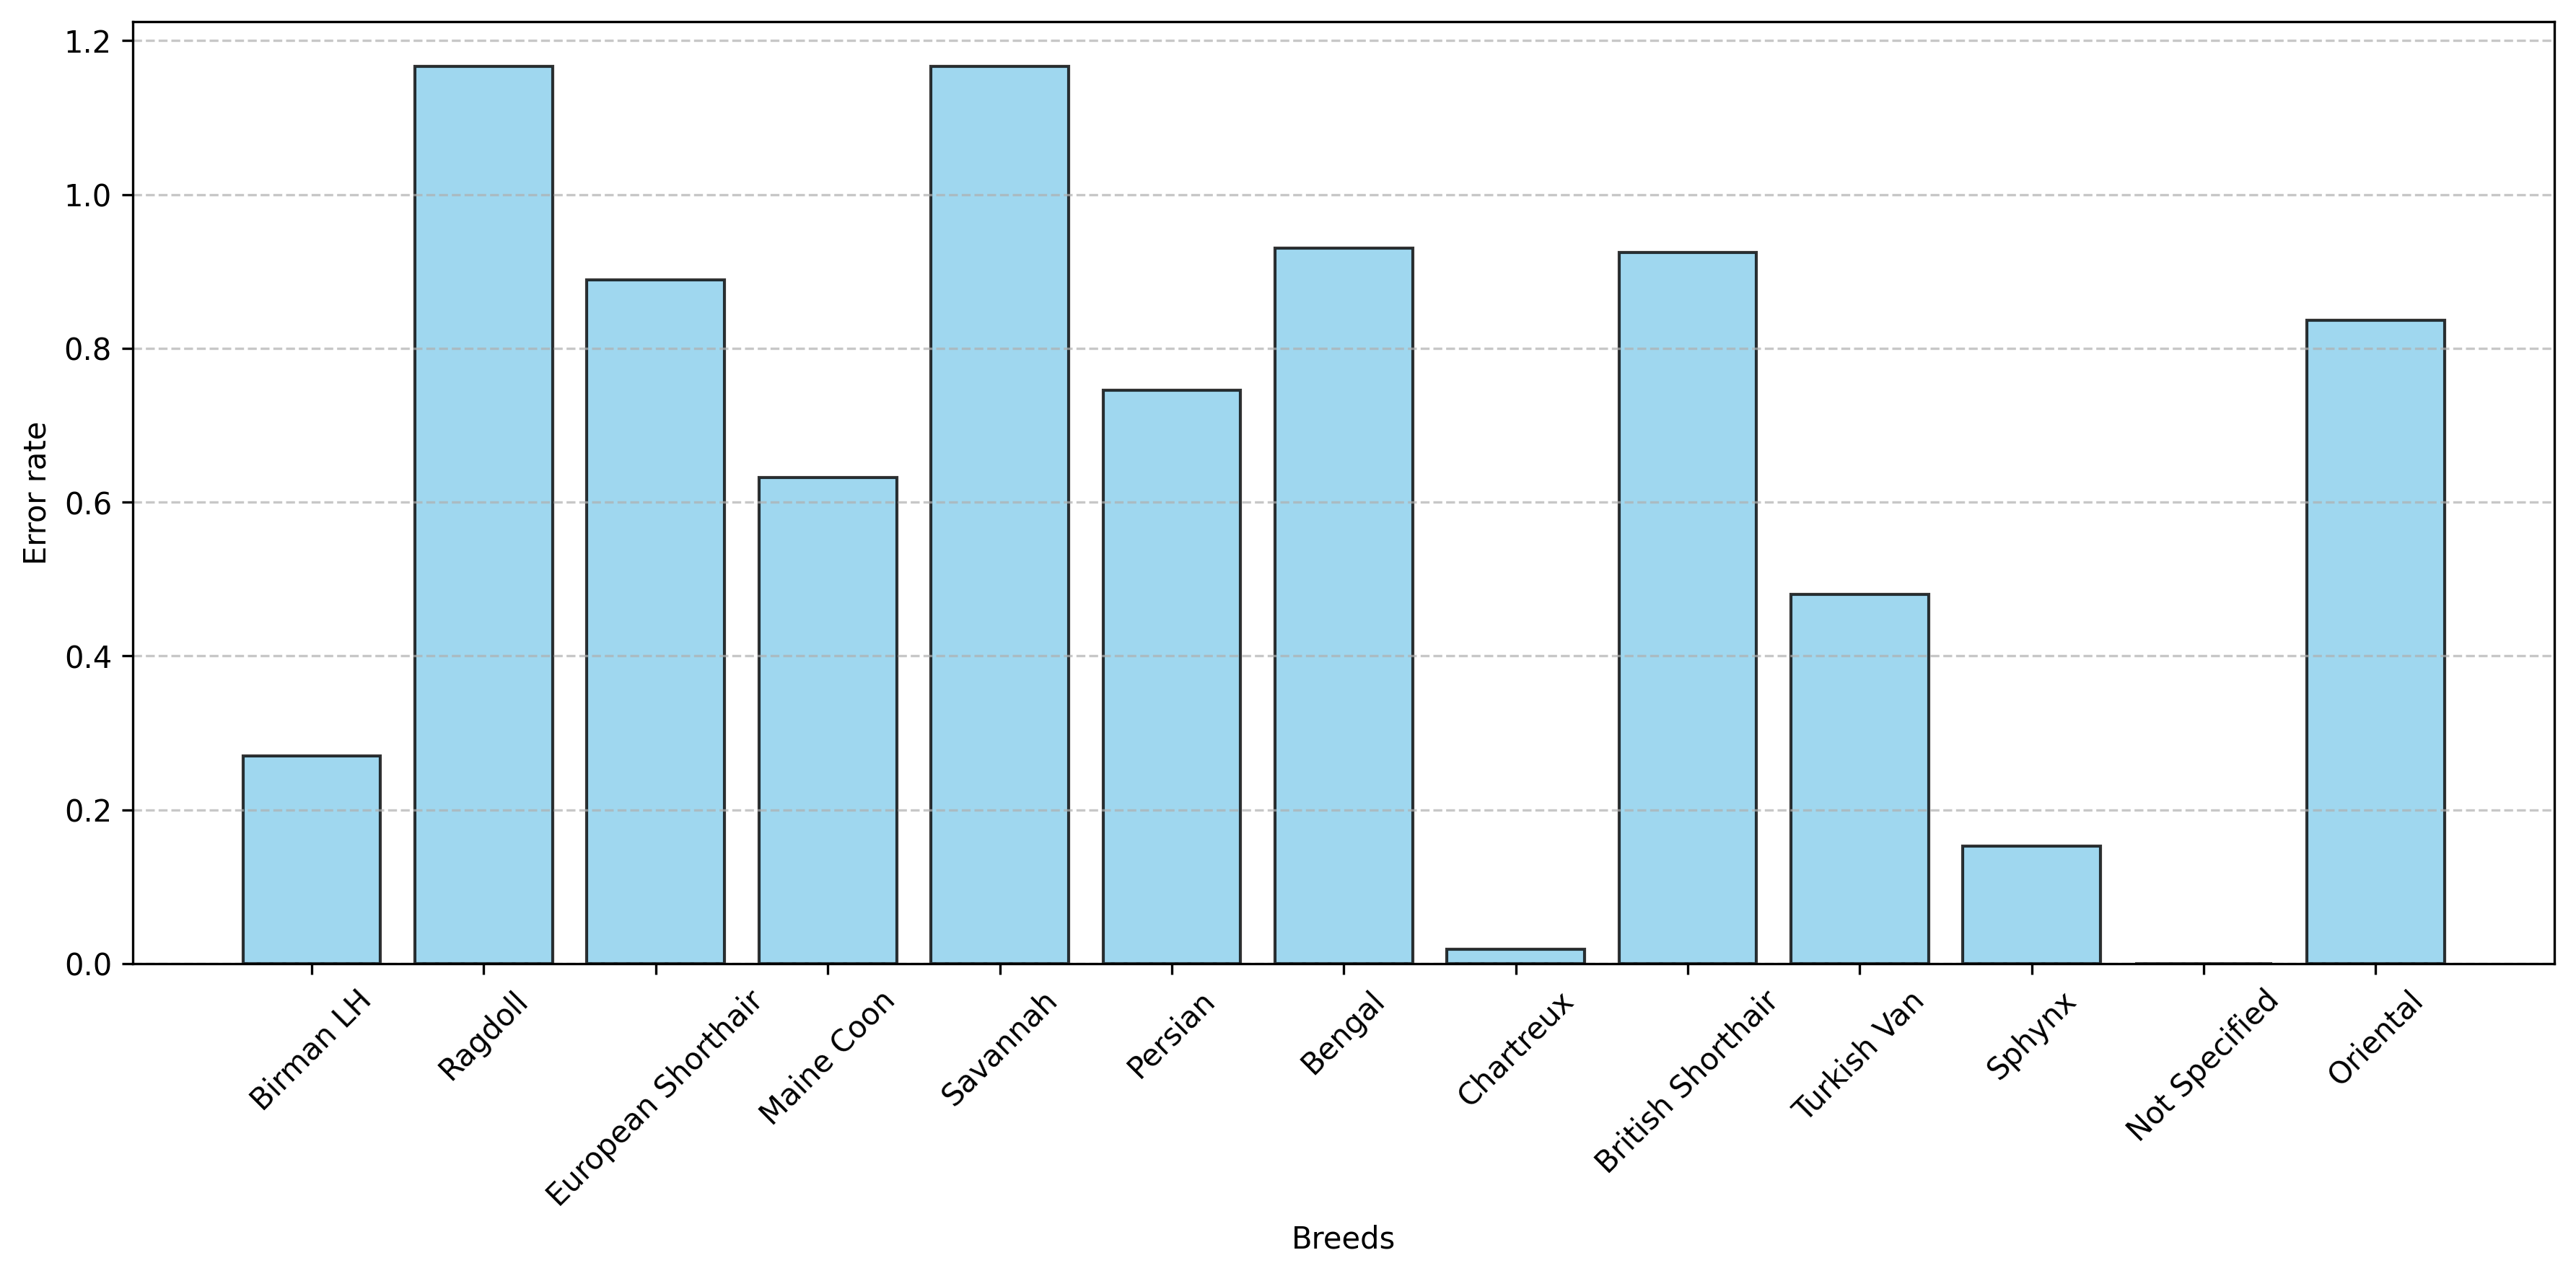 1.2
1.0
0.8
0.6
0.4
0.2
0.0
Error rate
Birman LH
Ragdoll
European Shorthair
Maine Coon
Savannah
Persian
Bengal
Chartreux
British Shorthair
Turkish Van
Sphynx
Not Specified
Oriental
Breeds